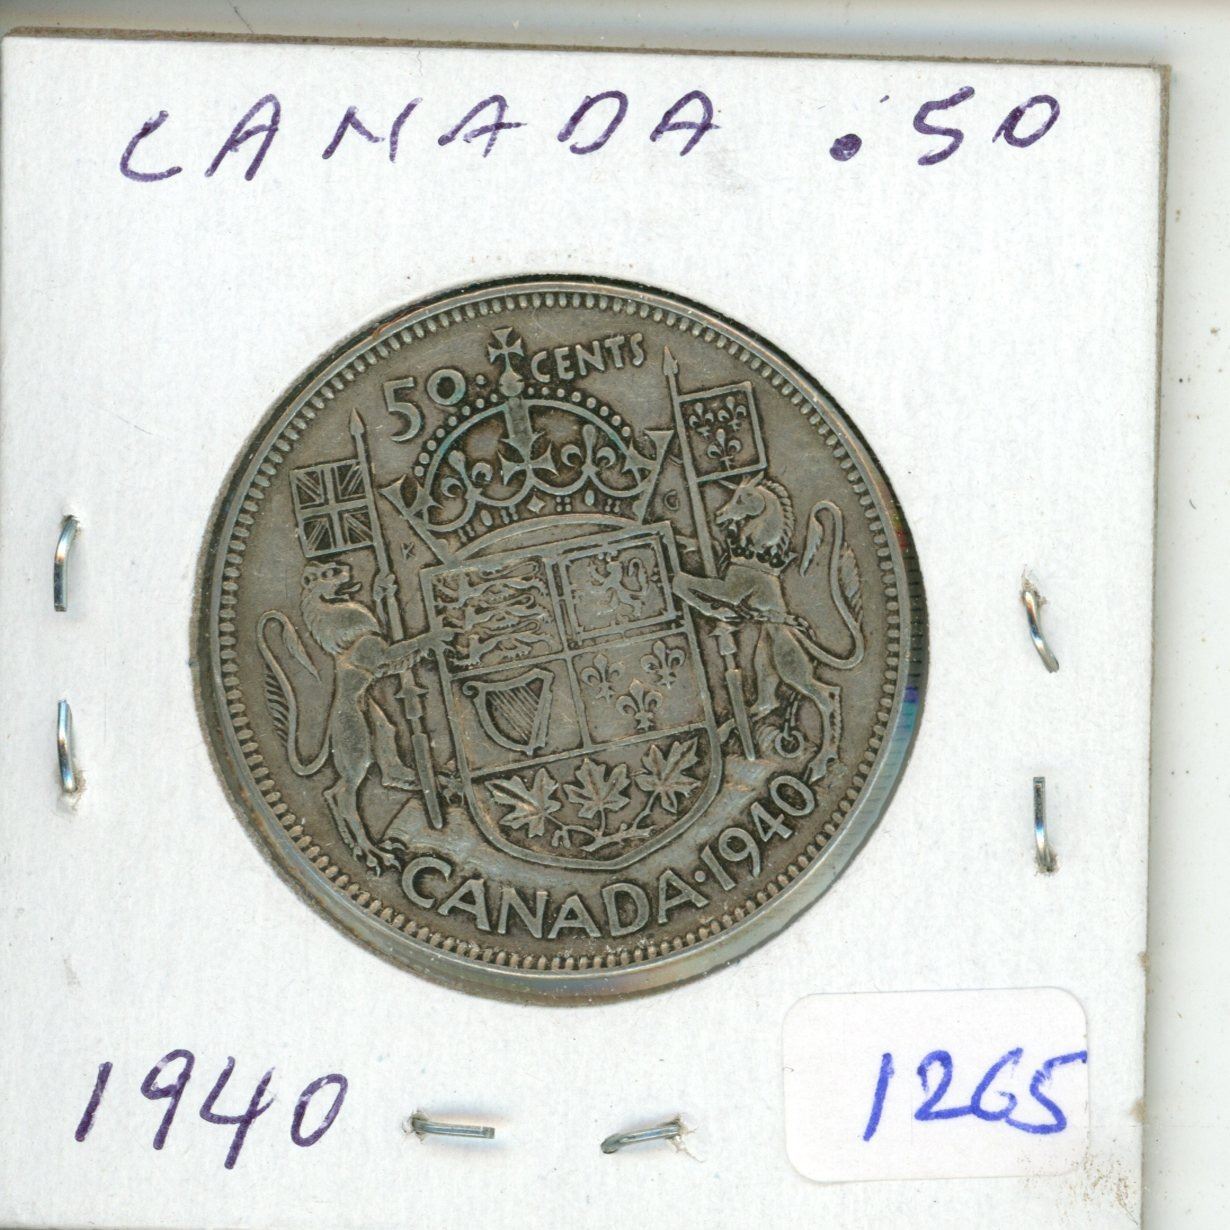 CANADA .50
50 CENTS
K G
CANADA · 1940
1940
1265